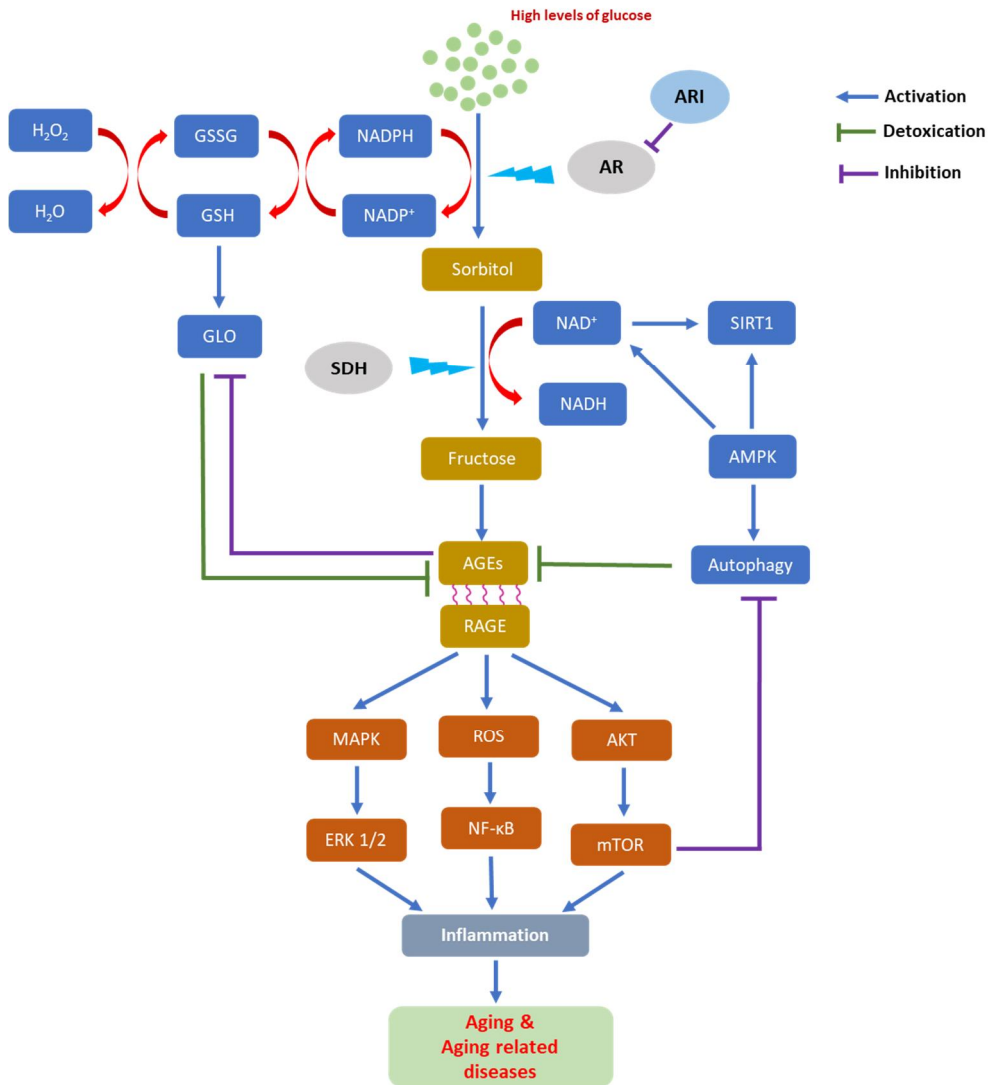 High levels of glucose
ARI
Activation
H₂O₂
GSSG
NADPH
Detoxication
AR
Inhibition
H₂O
GSH
NADP⁺
Sorbitol
GLO
NAD⁺
SIRT1
SDH
NADH
Fructose
AMPK
AGEs
Autophagy
RAGE
MAPK
ROS
AKT
ERK 1/2
NF-κB
mTOR
Inflammation
Aging &
Aging related
diseases